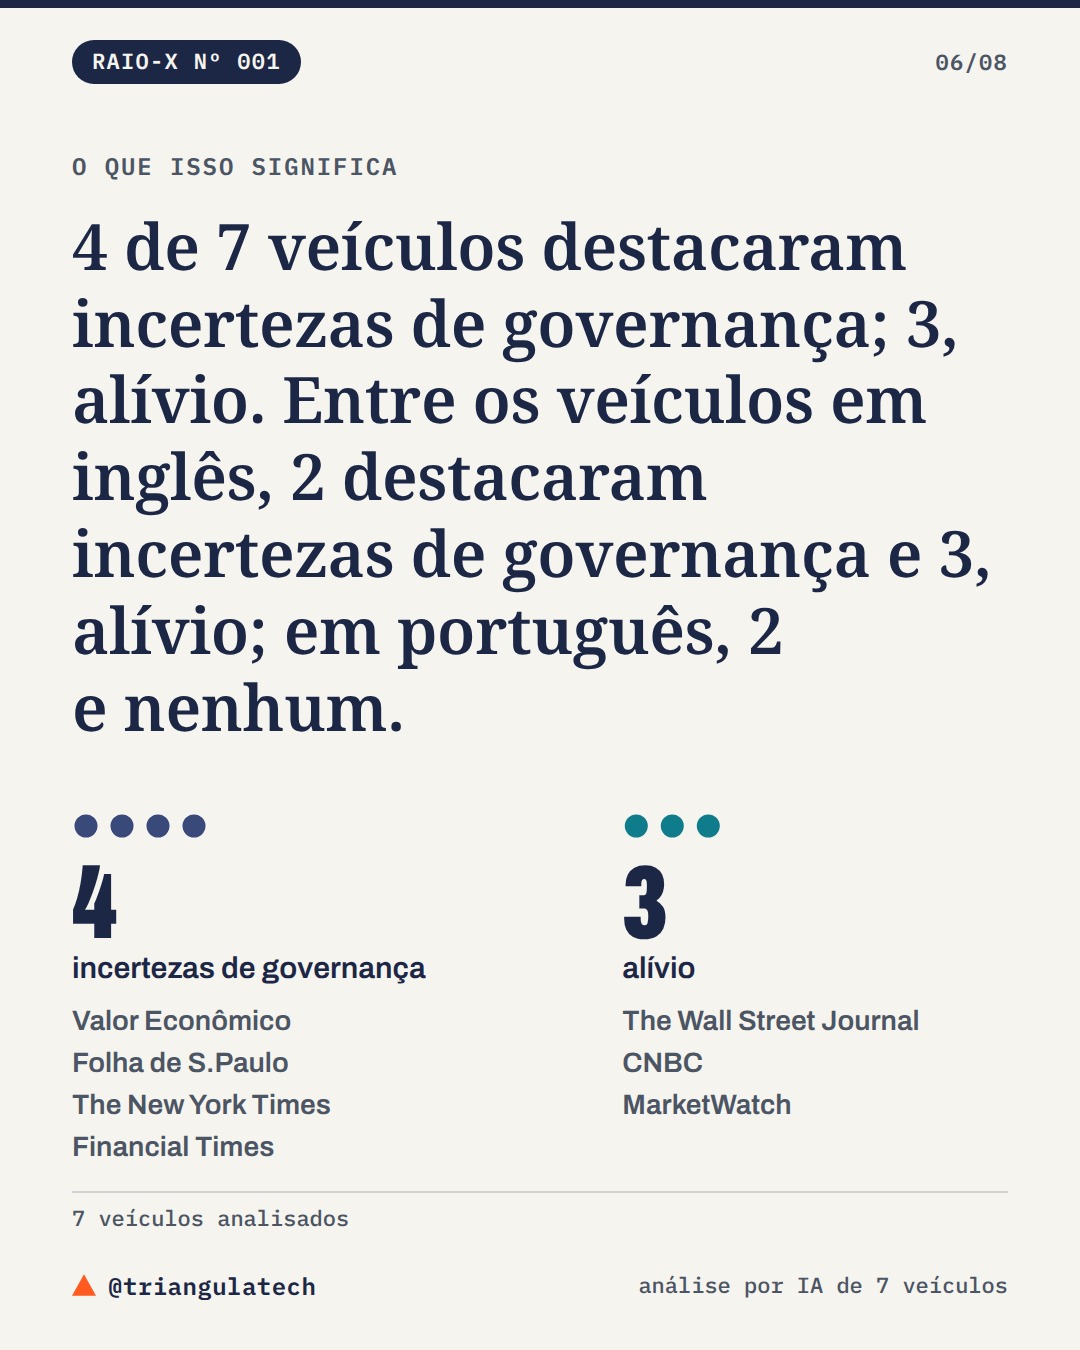 RAIO-X Nº 001
06/08
O QUE ISSO SIGNIFICA
4 de 7 veículos destacaram
incertezas de governança; 3,
alívio. Entre os veículos em
inglês, 2 destacaram
incertezas de governança e 3,
alívio; em português, 2
e nenhum.
4
incertezas de governança
Valor Econômico
Folha de S.Paulo
The New York Times
Financial Times
3
alívio
The Wall Street Journal
CNBC
MarketWatch
7 veículos analisados
@triangulatech
análise por IA de 7 veículos